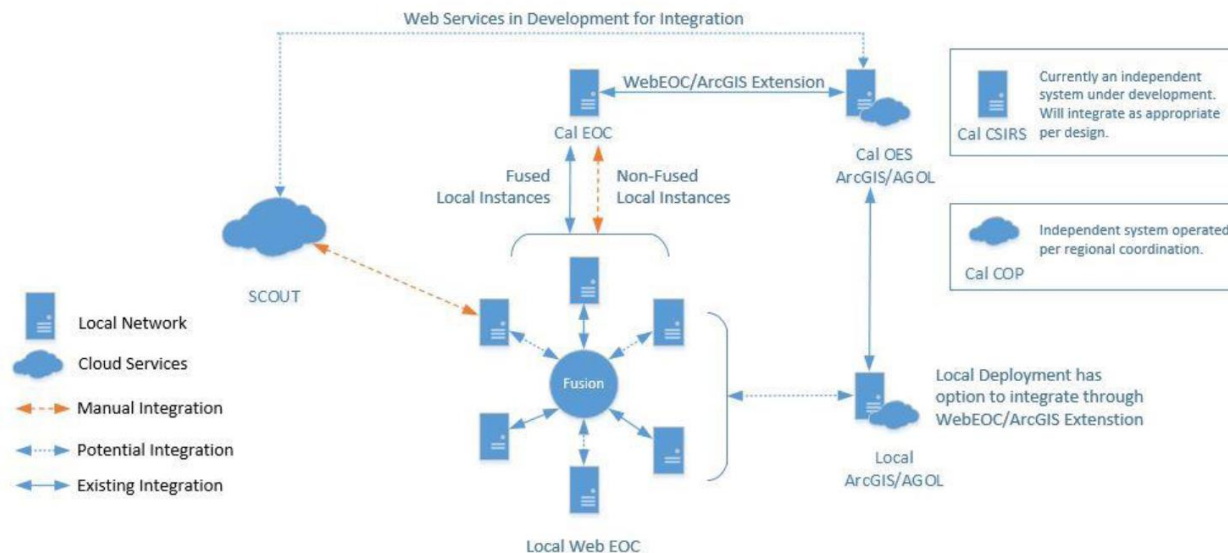 Web Services in Development for Integration
WebEOC/ArcGIS Extension
Cal EOC
Cal OES
ArcGIS/AGOL
Currently an independent
system under development.
Will integrate as appropriate
per design.
Cal CSIRS
Fused
Local Instances
Non-Fused
Local Instances
Independent system operated
per regional coordination.
Cal COP
SCOUT
Local Network
Cloud Services
Manual Integration
Potential Integration
Existing Integration
Fusion
Local Web EOC
Local Deployment has
option to integrate through
WebEOC/ArcGIS Extenstion
Local
ArcGIS/AGOL